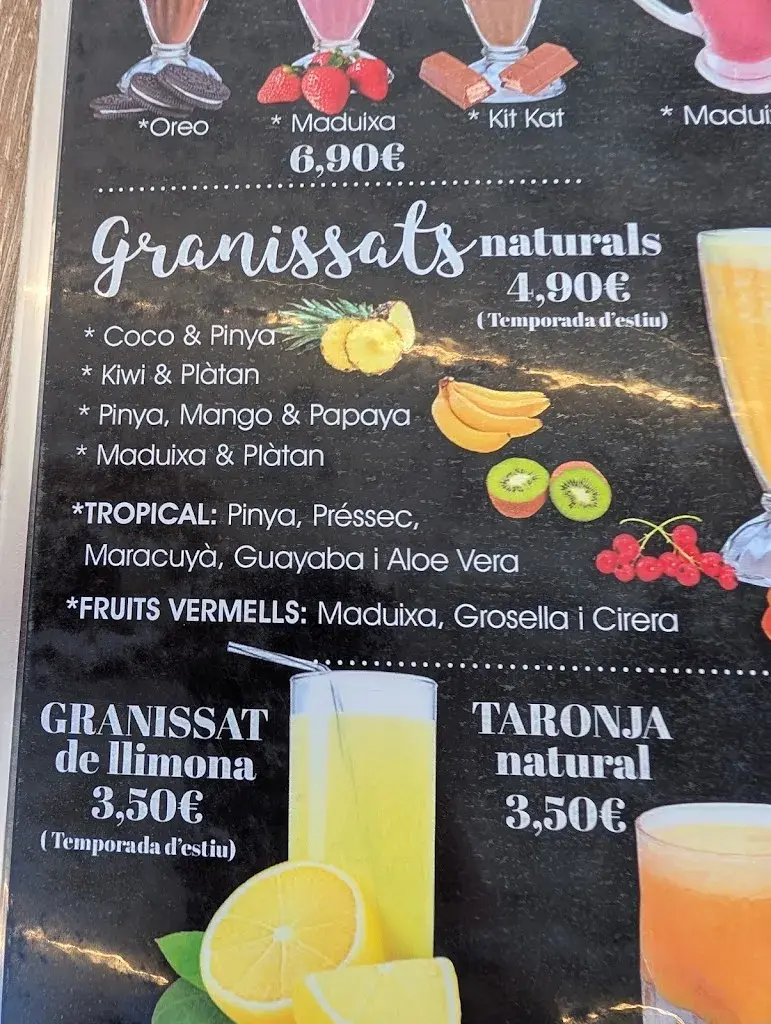 *Oreo
* Maduixa
* Kit Kat
6,90€
Granissats naturals
4,90€
(Temporada d'estiu)
* Coco & Pinya
* Kiwi & Plàtan
* Pinya, Mango & Papaya
* Maduixa & Plàtan
*TROPICAL: Pinya, Préssec,
Maracuyà, Guayaba i Aloe Vera
*FRUITS VERMELLS: Maduixa, Grosella i Cirera
GRANISSAT
de llimona
3,50€
(Temporada d'estiu)
TARONJA
natural
3,50€